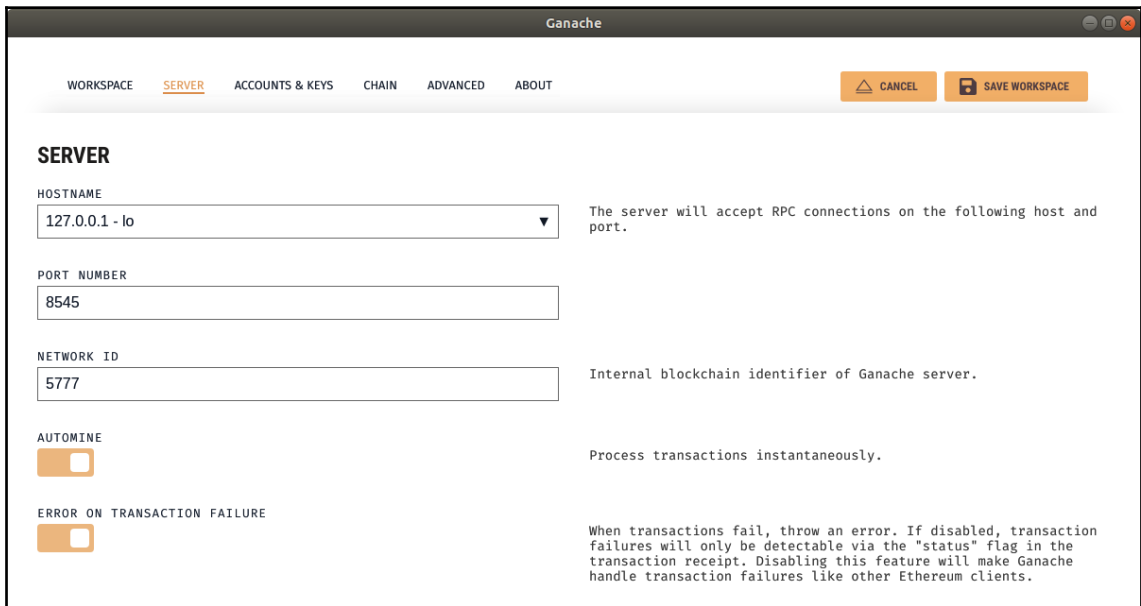 Ganache
WORKSPACE SERVER ACCOUNTS & KEYS CHAIN ADVANCED ABOUT CANCEL SAVE WORKSPACE
SERVER
HOSTNAME
127.0.0.1 - lo
The server will accept RPC connections on the following host and
port.
PORT NUMBER
8545
NETWORK ID
5777
Internal blockchain identifier of Ganache server.
AUTOMINE
Process transactions instantaneously.
ERROR ON TRANSACTION FAILURE
When transactions fail, throw an error. If disabled, transaction
failures will only be detectable via the "status" flag in the
transaction receipt. Disabling this feature will make Ganache
handle transaction failures like other Ethereum clients.